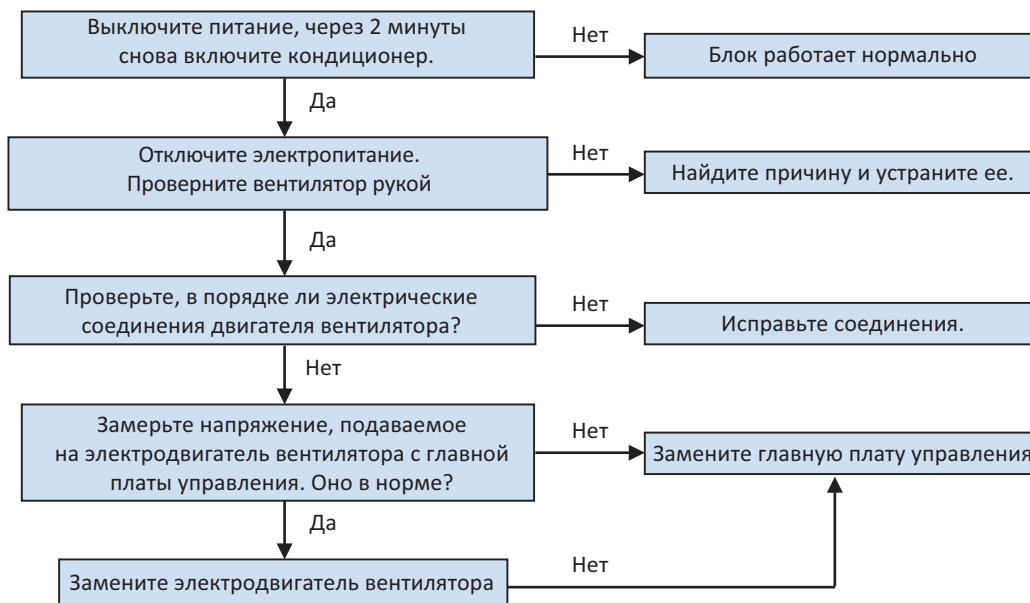 Выключите питание, через 2 минуты
снова включите кондиционер.
Нет
Блок работает нормально
Да
Отключите электропитание.
Проверните вентилятор рукой
Нет
Найдите причину и устраните ее.
Да
Проверьте, в порядке ли электрические
соединения двигателя вентилятора?
Нет
Исправьте соединения.
Нет
Замерьте напряжение, подаваемое
на электродвигатель вентилятора с главной
платы управления. Оно в норме?
Нет
Замените главную плату управления
Да
Замените электродвигатель вентилятора
Нет